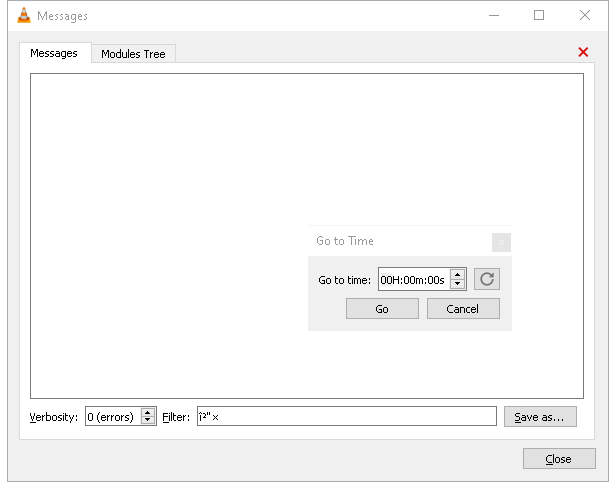 Messages
Messages Modules Tree
Go to Time
Go to time: 00H:00m:00s
Go Cancel
Verbosity: 0 (errors) Filter: î²"× Save as...
Close